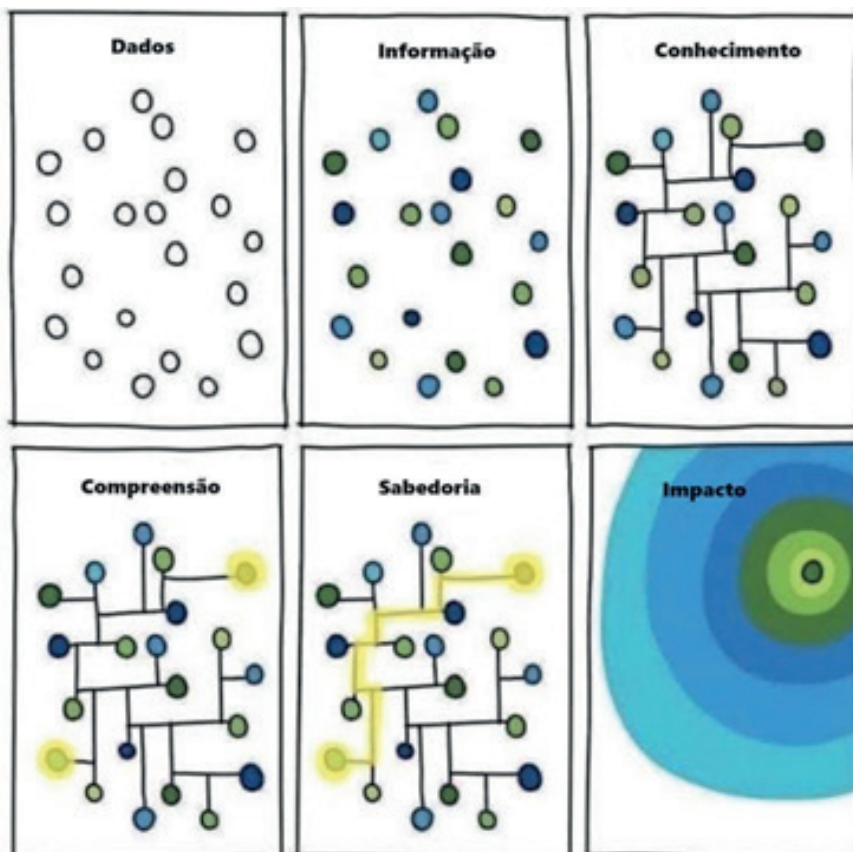 Dados
Informação
Conhecimento
Compreensão
Sabedoria
Impacto